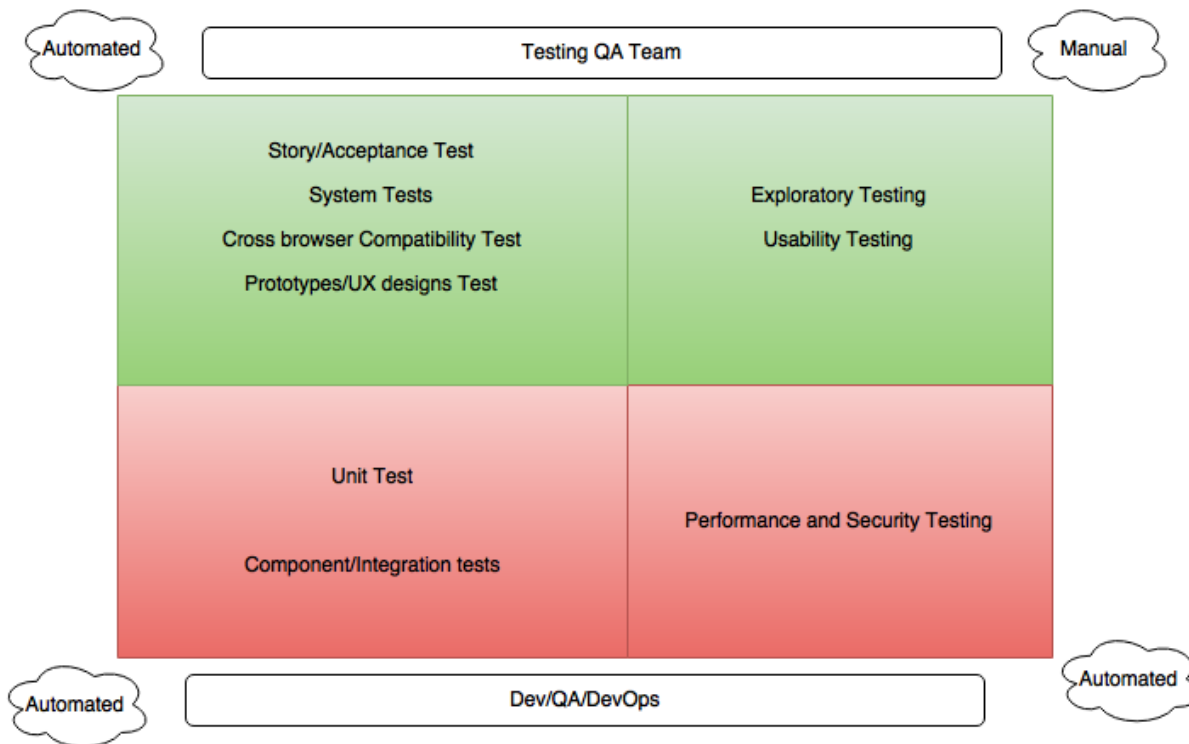 Automated
Testing QA Team
Manual
Story/Acceptance Test
System Tests
Cross browser Compatibility Test
Prototypes/UX designs Test
Exploratory Testing
Usability Testing
Unit Test
Component/Integration tests
Performance and Security Testing
Automated
Dev/QA/DevOps
Automated